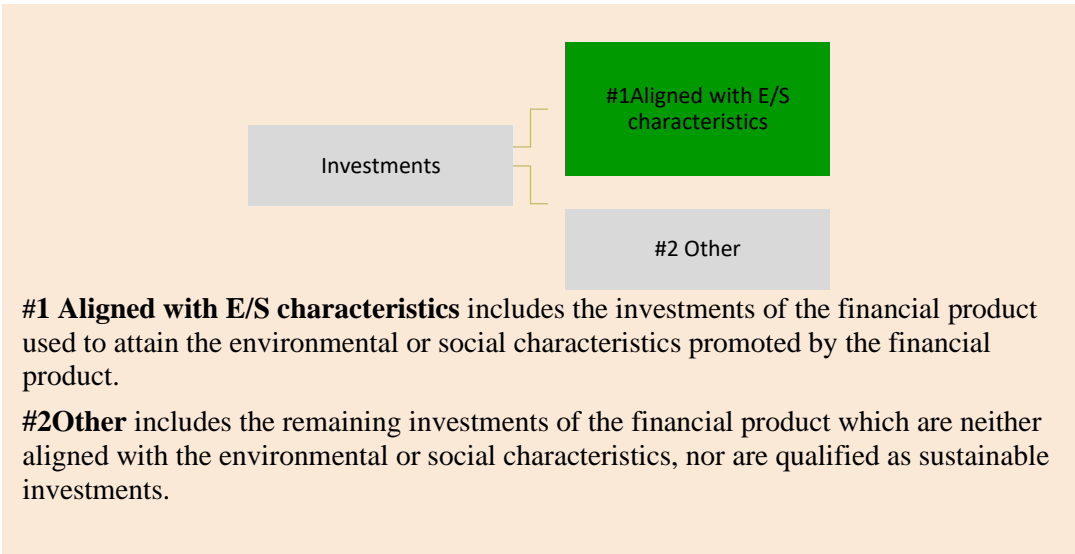 #1Aligned with E/S
characteristics
Investments
#2 Other
#1 Aligned with E/S characteristics includes the investments of the financial product
used to attain the environmental or social characteristics promoted by the financial
product.
#2Other includes the remaining investments of the financial product which are neither
aligned with the environmental or social characteristics, nor are qualified as sustainable
investments.